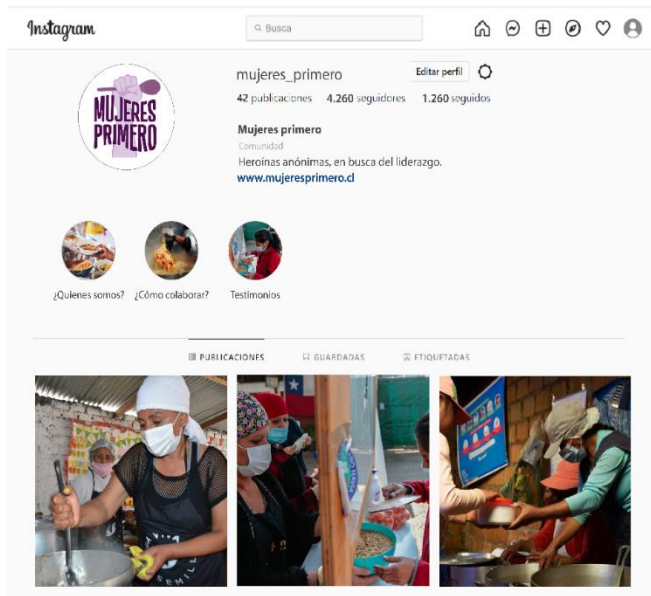 Instagram
Busca
mujeres_primero
Editar perfil
42 publicaciones 4.260 seguidores 1.260 seguidos
MUJERES
PRIMERO
Mujeres primero
Comunidad
Heroínas anónimas, en busca del liderazgo.
www.mujeresprimero.cl
¿Quienes somos? ¿Cómo colaborar? Testimonios
PUBLICACIONES GUARDADAS ETIQUETADAS
SEMILL